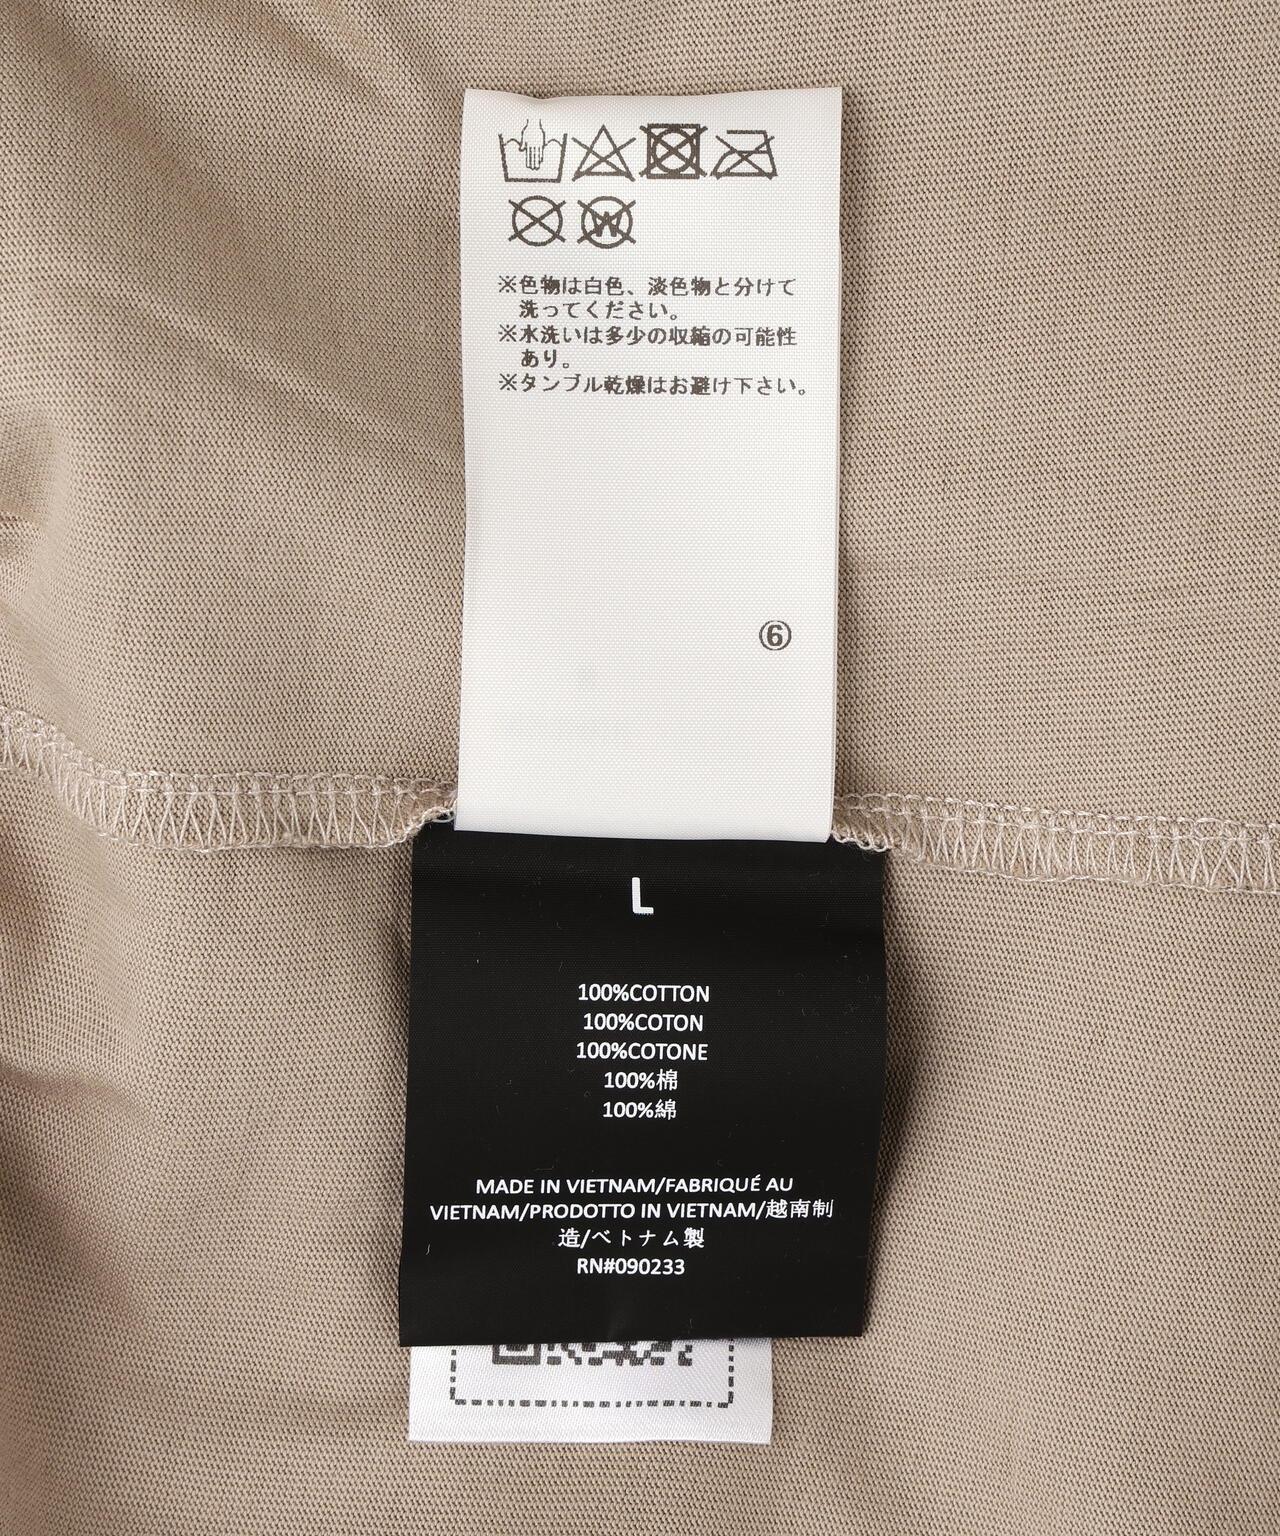 W
※色物は白色、淡色物と分けて
洗ってください。
※水洗いは多少の収縮の可能性
あり。
※タンブル乾燥はお避け下さい。
⑥
L
100%COTTON
100%COTON
100%COTONE
100%棉
100%綿
MADE IN VIETNAM/FABRIQUÉ AU
VIETNAM/PRODOTTO IN VIETNAM/越南制
造/ベトナム製
RN#090233